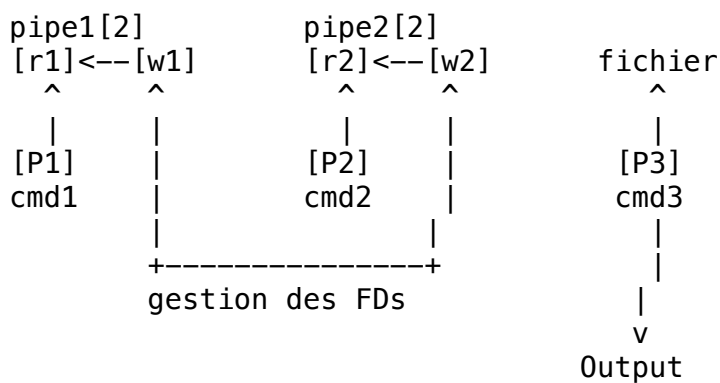 pipe1[2] pipe2[2]
[r1]<--[w1] [r2]<--[w2] fichier
[P1] [P2] [P3]
cmd1 cmd2 cmd3
gestion des FDs
Output